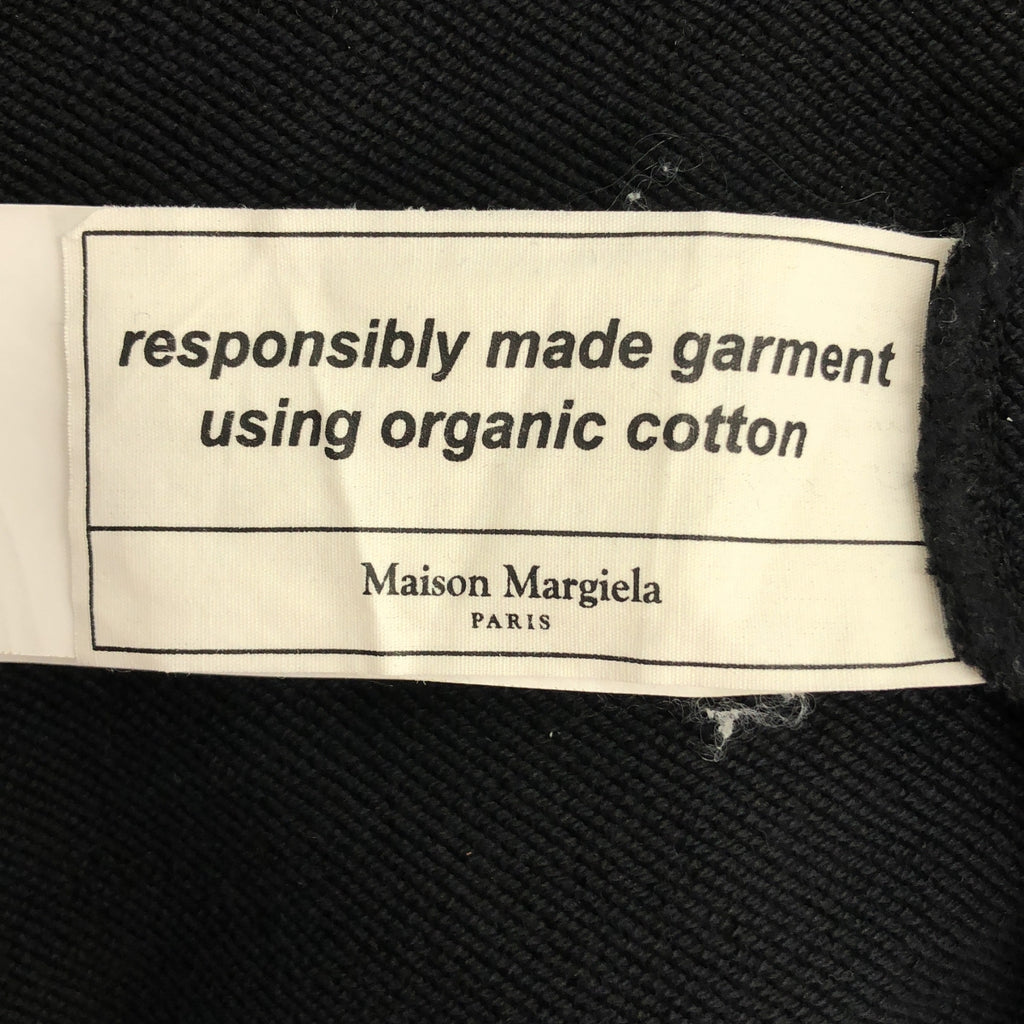 responsibly made garment
using organic cotton
Maison Margiela
PARIS